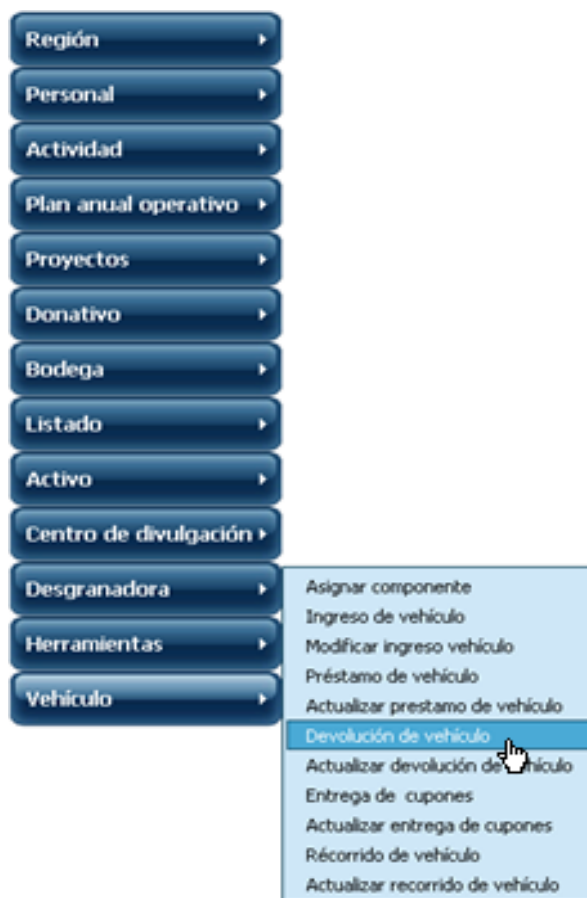 Región
Personal
Actividad
Plan anual operativo
Proyectos
Donativo
Bodega
Listado
Activo
Centro de divulgación
Desgranadora
Herramientas
Vehículo
Asignar componente
Ingreso de vehículo
Modificar ingreso vehículo
Préstamo de vehículo
Actualizar prestamo de vehículo
Devolución de vehículo
Actualizar devolución de vehículo
Entrega de cupones
Actualizar entrega de cupones
Récorrido de vehículo
Actualizar recorrido de vehículo